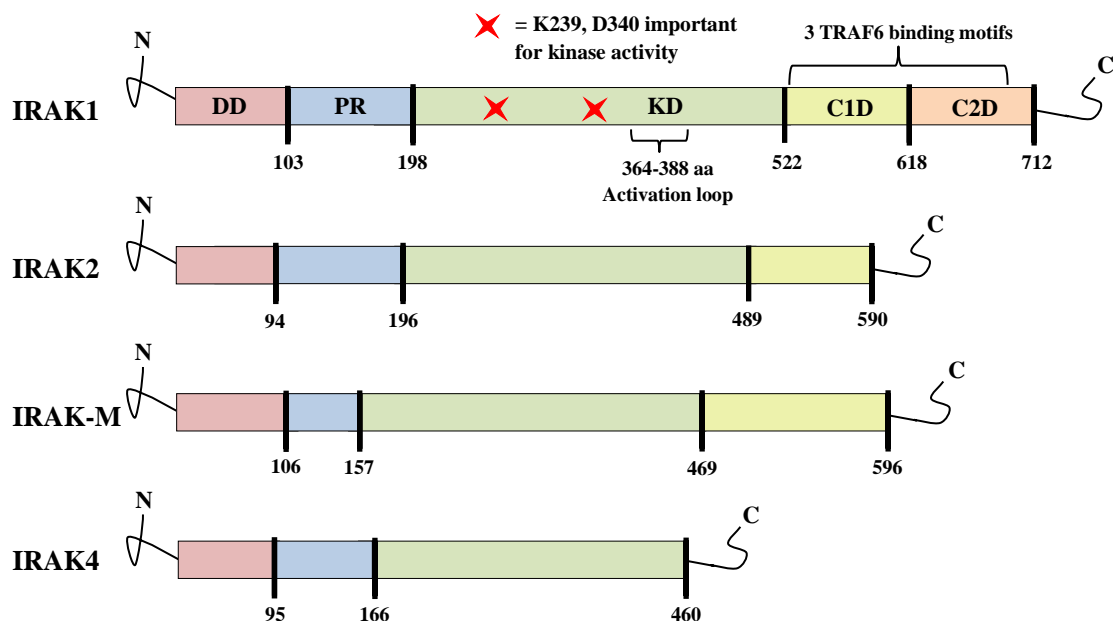 = K239, D340 important
for kinase activity
3 TRAF6 binding motifs
N
C
IRAK1
DD
PR
KD
C1D
C2D
103
198
364-388 aa
Activation loop
522
618
712
N
C
IRAK2
94
196
489
590
N
C
IRAK-M
106
157
469
596
N
C
IRAK4
95
166
460